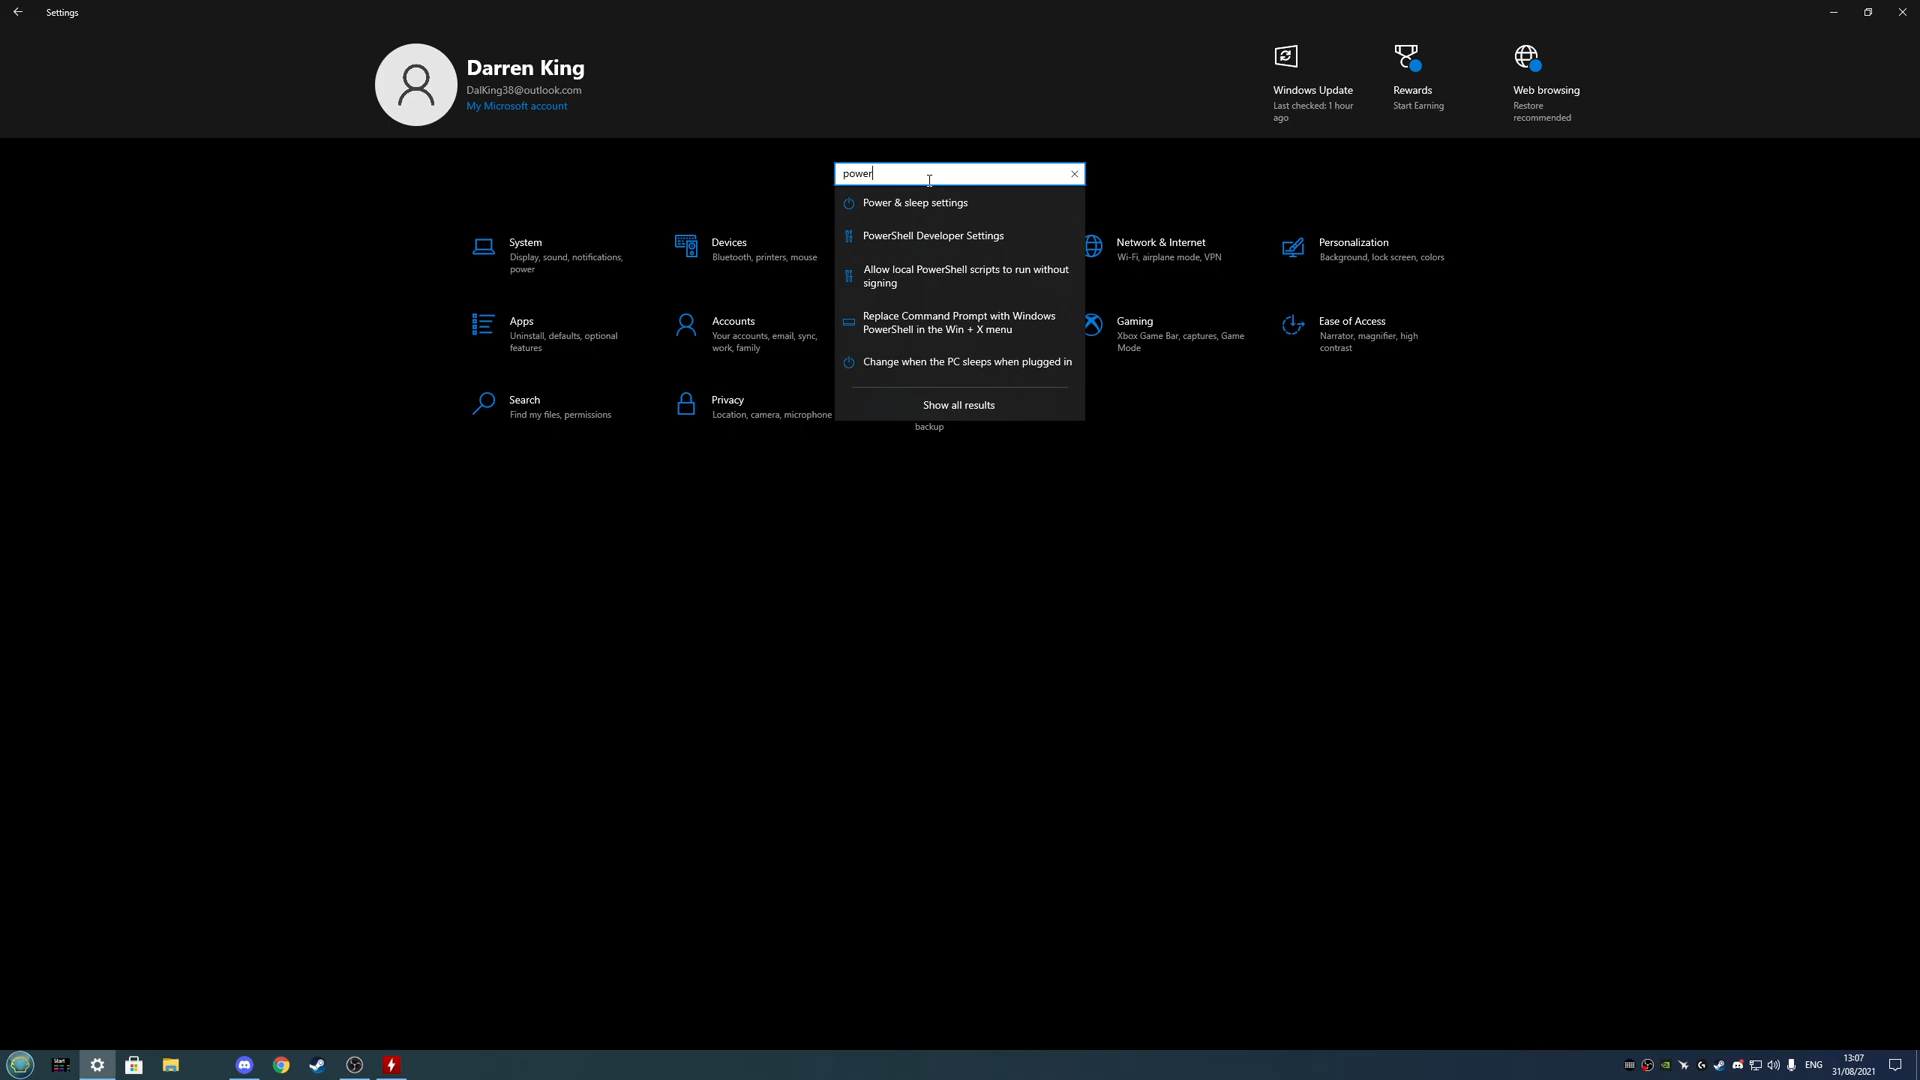 Settings
Darren King
DalKing38@outlook.com
My Microsoft account
Windows Update
Last checked: 1 hour
ago
Rewards
Start Earning
Web browsing
Restore
recommended
power
Power & sleep settings
PowerShell Developer Settings
Allow local PowerShell scripts to run without
signing
Replace Command Prompt with Windows
PowerShell in the Win + X menu
Change when the PC sleeps when plugged in
Show all results
backup
System
Display, sound, notifications,
power
Devices
Bluetooth, printers, mouse
Network & Internet
Wi-Fi, airplane mode, VPN
Personalization
Background, lock screen, colors
Apps
Uninstall, defaults, optional
features
Accounts
Your accounts, email, sync,
work, family
Gaming
Xbox Game Bar, captures, Game
Mode
Ease of Access
Narrator, magnifier, high
contrast
Search
Find my files, permissions
Privacy
Location, camera, microphone
Start
ENG
13:07
31/08/2021